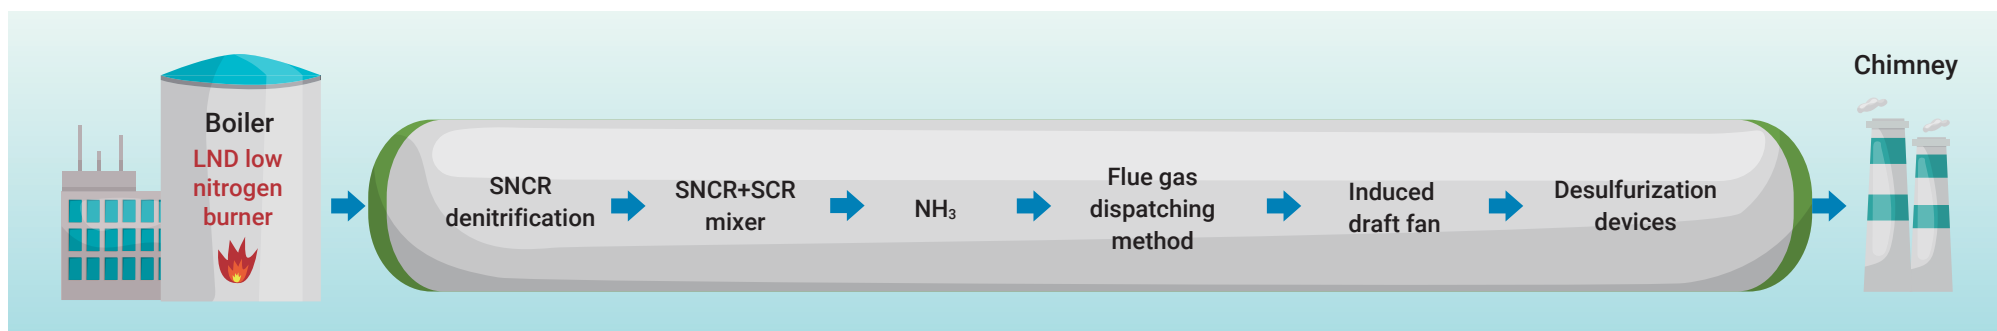 Boiler
LND low
nitrogen
burner
SNCR
denitrification
SNCR+SCR
mixer
NH₃
Flue gas
dispatching
method
Induced
draft fan
Desulfurization
devices
Chimney